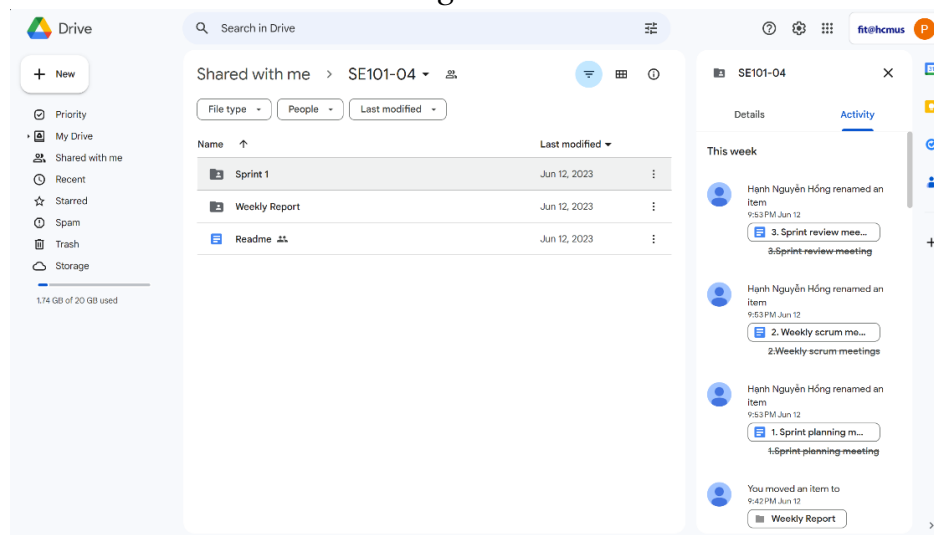 Drive
Search in Drive
fit@hcmus
P
New
Priority
My Drive
Shared with me
Recent
Starred
Spam
Trash
Storage
1.74 GB of 20 GB used
Shared with me > SE101-04
File type
People
Last modified
Name
Last modified
Sprint 1
Jun 12, 2023
Weekly Report
Jun 12, 2023
Readme
Jun 12, 2023
SE101-04
Details
Activity
This week
Hạnh Nguyễn Hồng renamed an
item
9:53 PM Jun 12
3. Sprint review mee...
3.Sprint review meeting
Hạnh Nguyễn Hồng renamed an
item
9:53 PM Jun 12
2. Weekly scrum me...
2.Weekly scrum meetings
Hạnh Nguyễn Hồng renamed an
item
9:53 PM Jun 12
1. Sprint planning m...
1.Sprint planning meeting
You moved an item to
9:42 PM Jun 12
Weekly Report